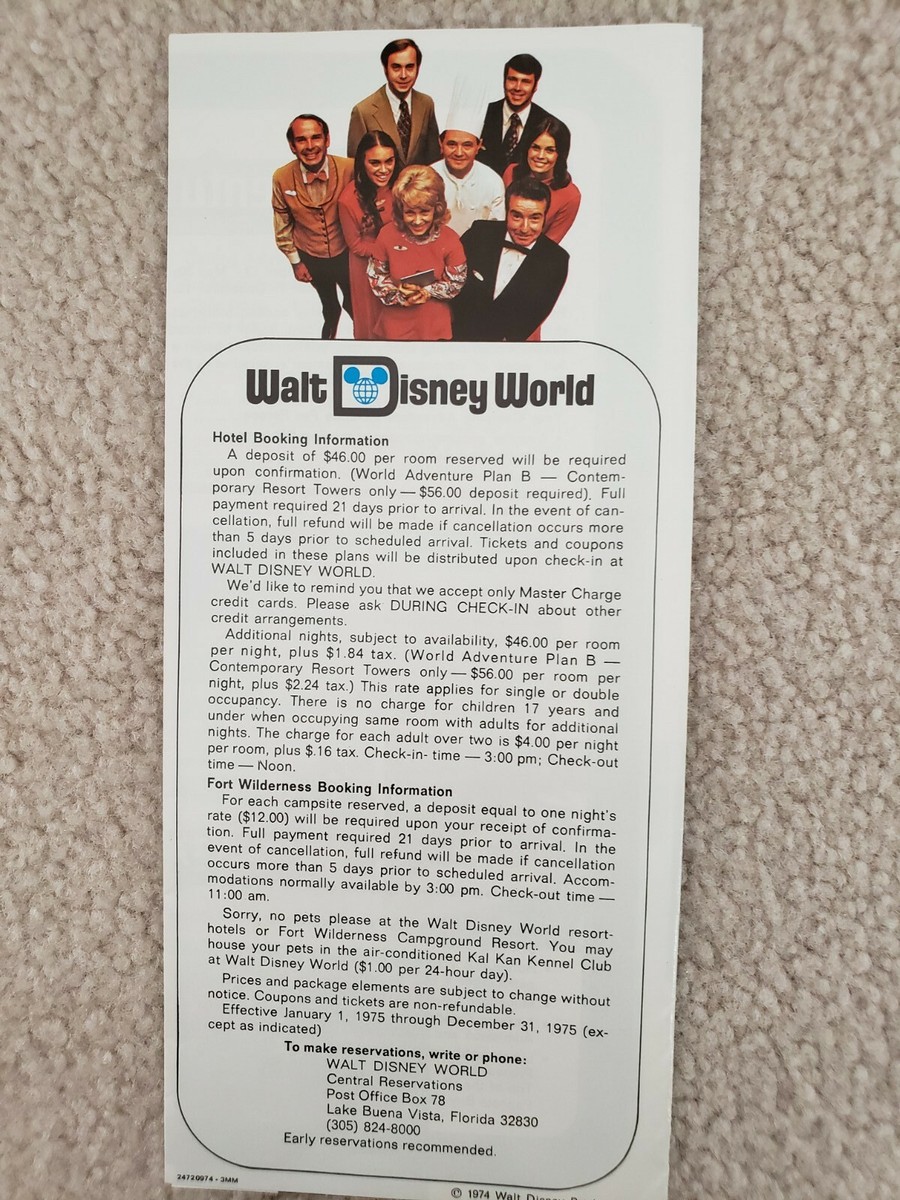 Walt Disney World
Hotel Booking Information
A deposit of $46.00 per room reserved will be required
upon confirmation. (World Adventure Plan B — Contem-
porary Resort Towers only — $56.00 deposit required). Full
payment required 21 days prior to arrival. In the event of can-
cellation, full refund will be made if cancellation occurs more
than 5 days prior to scheduled arrival. Tickets and coupons
included in these plans will be distributed upon check-in at
WALT DISNEY WORLD.
We'd like to remind you that we accept only Master Charge
credit cards. Please ask DURING CHECK-IN about other
credit arrangements.
Additional nights, subject to availability, $46.00 per room
per night, plus $1.84 tax. (World Adventure Plan B —
Contemporary Resort Towers only — $56.00 per room per
night, plus $2.24 tax.) This rate applies for single or double
occupancy. There is no charge for children 17 years and
under when occupying same room with adults for additional
nights. The charge for each adult over two is $4.00 per night
per room, plus $.16 tax. Check-in- time — 3:00 pm; Check-out
time — Noon.
Fort Wilderness Booking Information
For each campsite reserved, a deposit equal to one night's
rate ($12.00) will be required upon your receipt of confirma-
tion. Full payment required 21 days prior to arrival. In the
event of cancellation, full refund will be made if cancellation
occurs more than 5 days prior to scheduled arrival. Accom-
modations normally available by 3:00 pm. Check-out time —
11:00 am.
Sorry, no pets please at the Walt Disney World resort-
hotels or Fort Wilderness Campground Resort. You may
house your pets in the air-conditioned Kal Kan Kennel Club
at Walt Disney World ($1.00 per 24-hour day).
Prices and package elements are subject to change without
notice. Coupons and tickets are non-refundable.
Effective January 1, 1975 through December 31, 1975 (ex-
cept as indicated)
To make reservations, write or phone:
WALT DISNEY WORLD
Central Reservations
Post Office Box 78
Lake Buena Vista, Florida 32830
(305) 824-8000
Early reservations recommended.
24720974 • 3MM
© 1974 Walt Disney